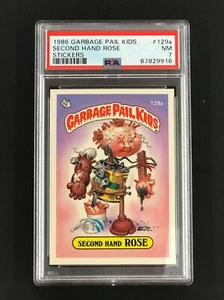 1986 GARBAGE PAIL KIDS #129a
SECOND HAND ROSE NM
STICKERS PSA 7
67829916
129a
GARBAGE PAIL KIDS
SECOND HAND ROSE